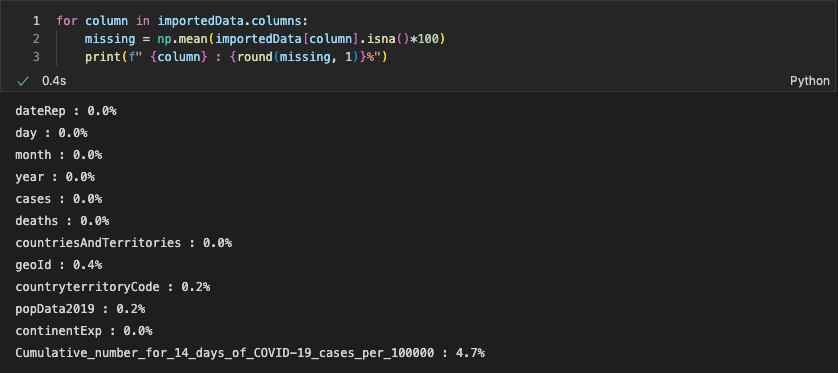 1 for column in importedData.columns:
2 missing = np.mean(importedData[column].isna()*100)
3 print(f" {column} : {round(missing, 1)}%")
✓ 0.4s Python
dateRep : 0.0%
day : 0.0%
month : 0.0%
year : 0.0%
cases : 0.0%
deaths : 0.0%
countriesAndTerritories : 0.0%
geoId : 0.4%
countryterritoryCode : 0.2%
popData2019 : 0.2%
continentExp : 0.0%
Cumulative_number_for_14_days_of_COVID-19_cases_per_100000 : 4.7%